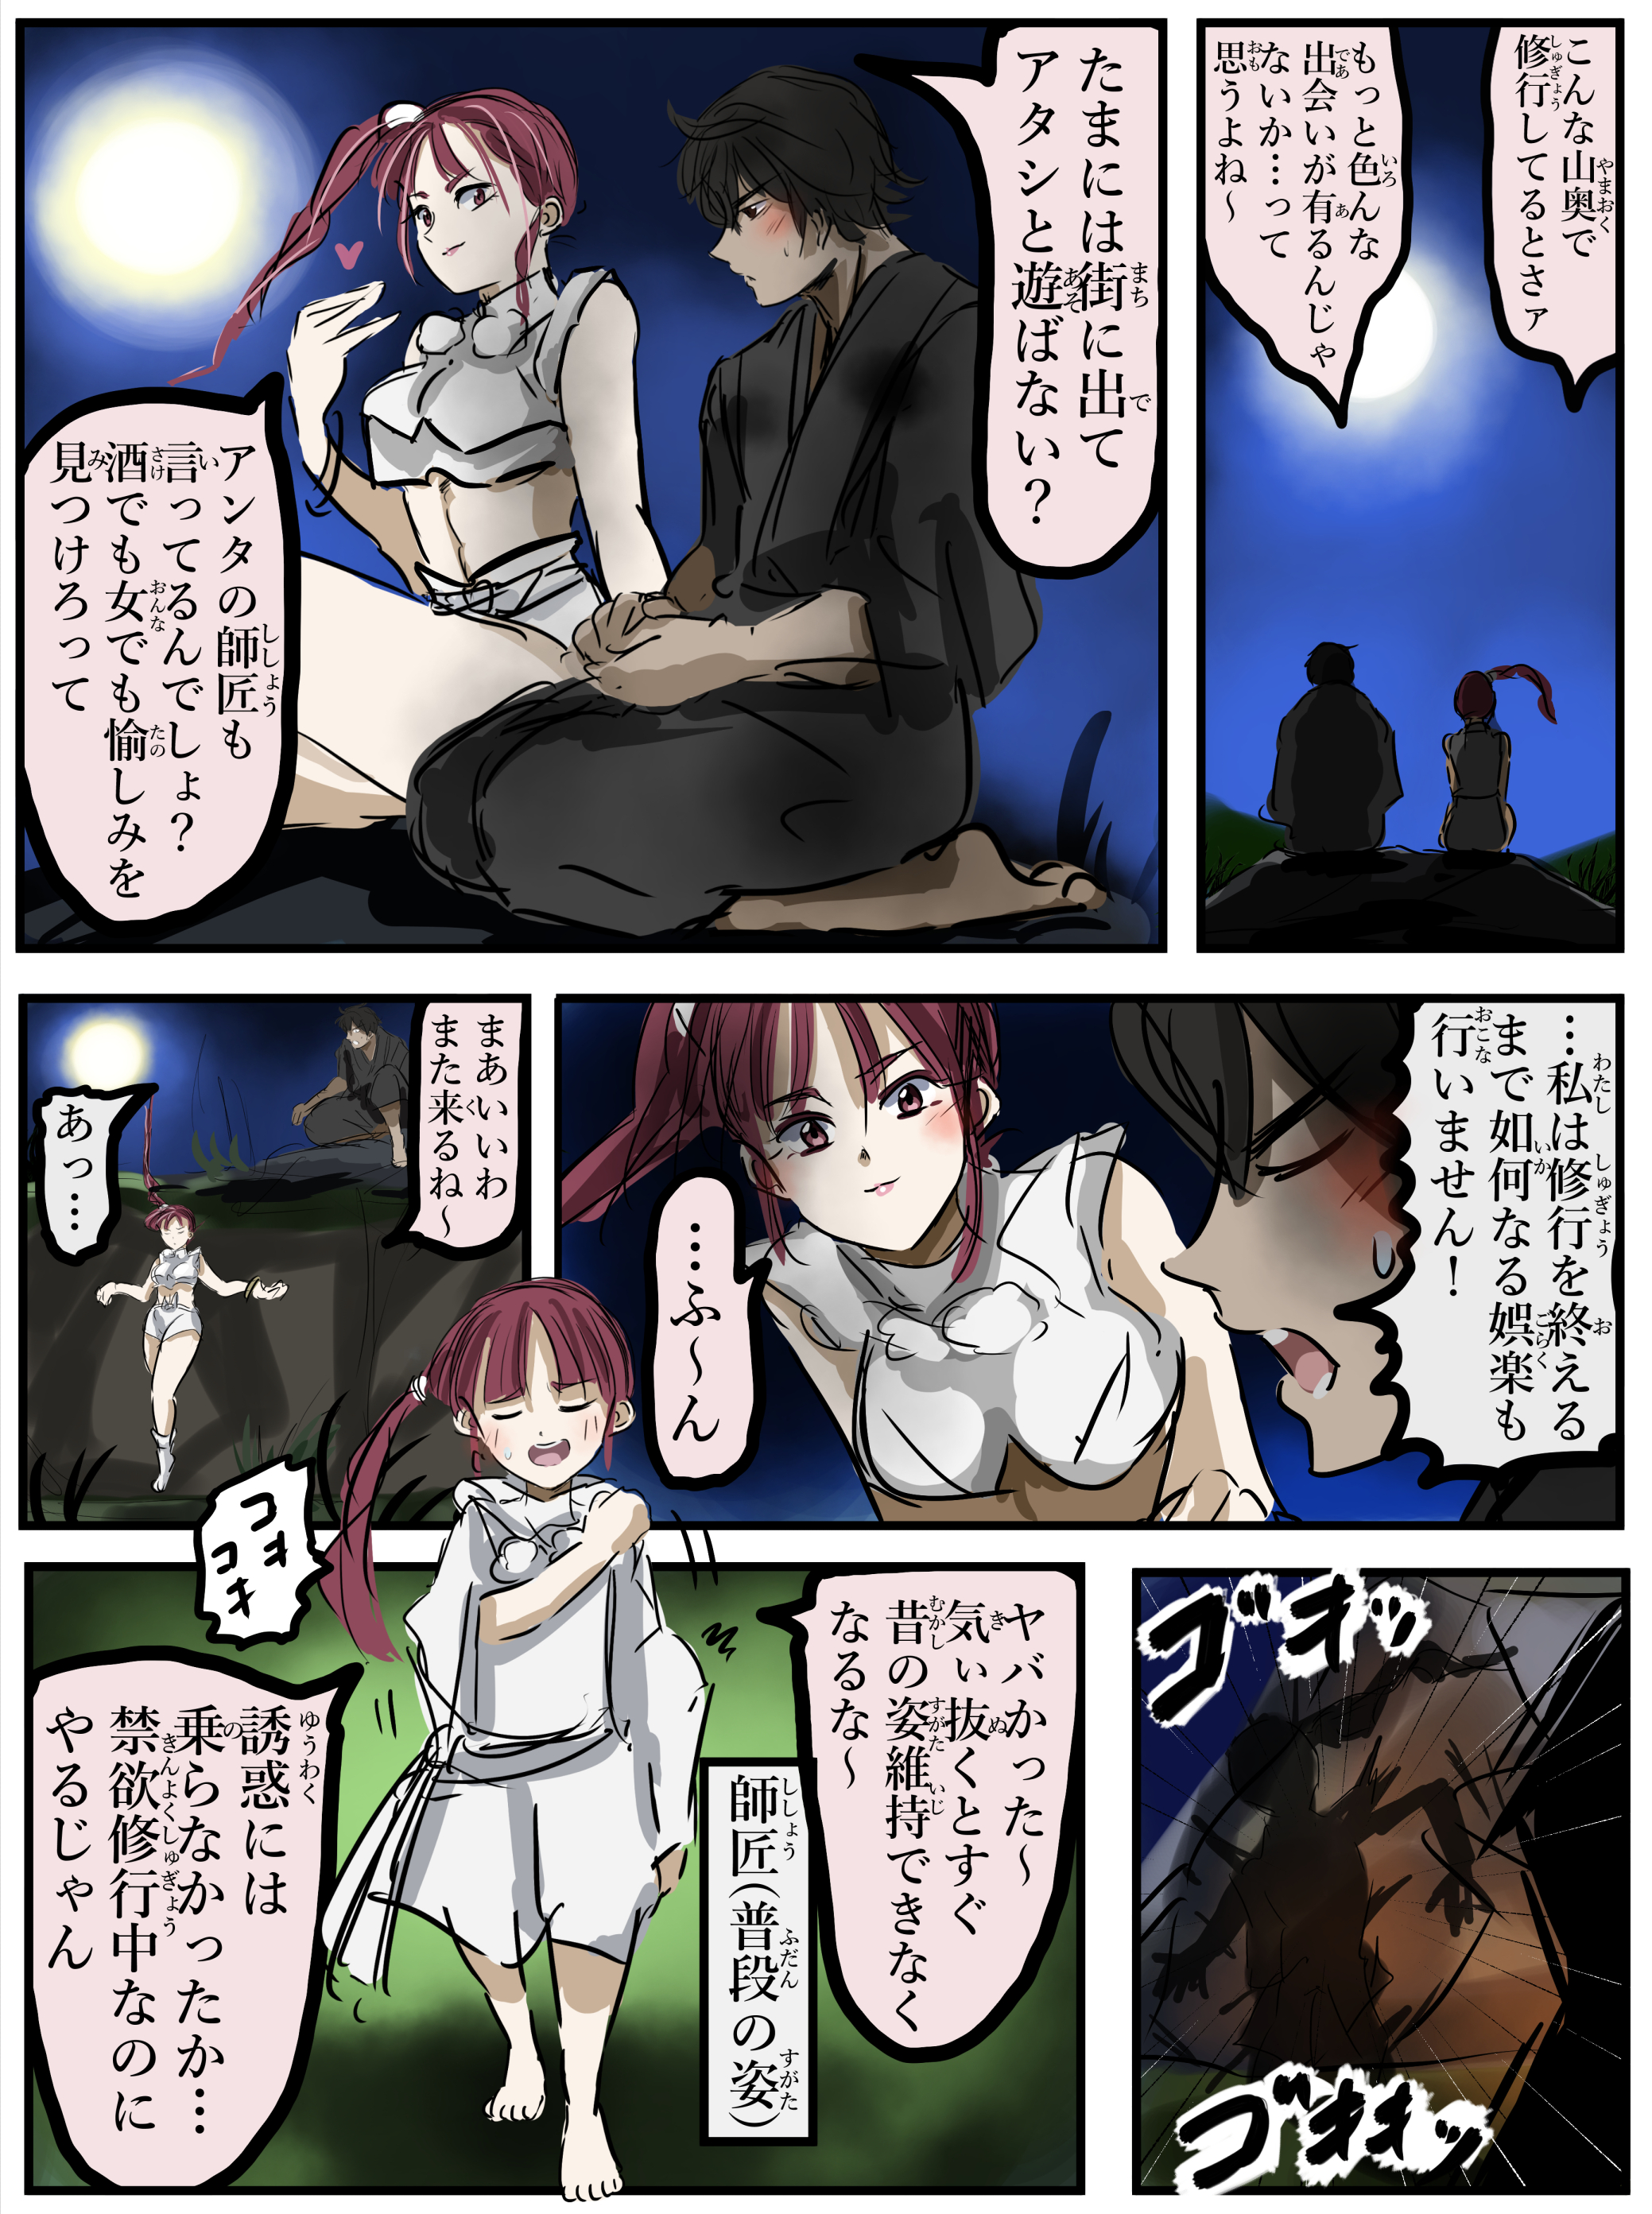 こんな山奥で
修行してるとさァ
もっと色んな
出会いが有るんじゃ
ないか…って
思うよね～
たまには街に出て
アタシと遊ばない？
アンタの師匠も
言ってるんでしょ？
酒でも女でも愉しみを
見つけろって
…私は修行を終える
まで如何なる娯楽も
行いません！
…ふ～ん
まあいいわ
また来るね～
あっ…
ゴキッ
ゴキキッ
ヤバかった～
気ぃ抜くとすぐ
昔の姿維持できなく
なるな～
師匠(普段の姿)
コキ
コキ
誘惑には
乗らなかったか…
禁欲修行中なのに
やるじゃん